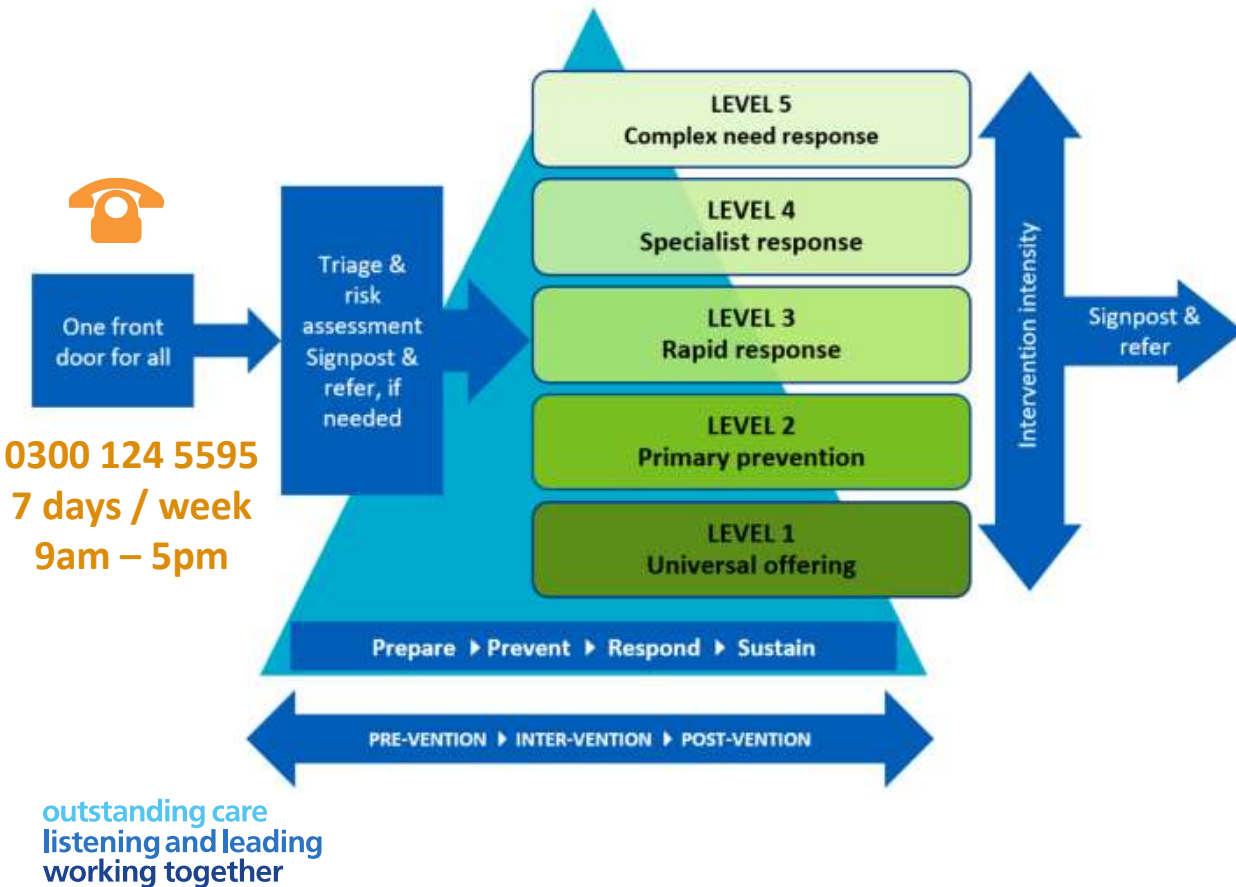 One front
door for all
0300 124 5595
7 days / week
9am – 5pm
Triage &
risk
assessment
Signpost &
refer, if
needed
LEVEL 5
Complex need response
LEVEL 4
Specialist response
LEVEL 3
Rapid response
LEVEL 2
Primary prevention
LEVEL 1
Universal offering
Intervention intensity
Signpost &
refer
Prepare ▸ Prevent ▸ Respond ▸ Sustain
PRE-VENTION ▸ INTER-VENTION ▸ POST-VENTION
outstanding care
listening and leading
working together